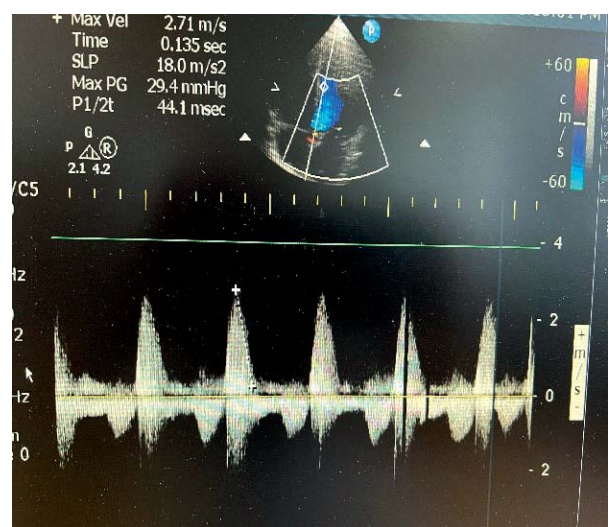 + Max Vel 2.71 m/s
Time 0.135 sec
SLP 18.0 m/s2
Max PG 29.4 mmHg
P1/2t 44.1 msec
P
G
P R
2.1 4.2
+60
c
m
/
s
-60
/C5
4
Hz
2
2
+
m
/
s
-
Hz
0
m
0
2